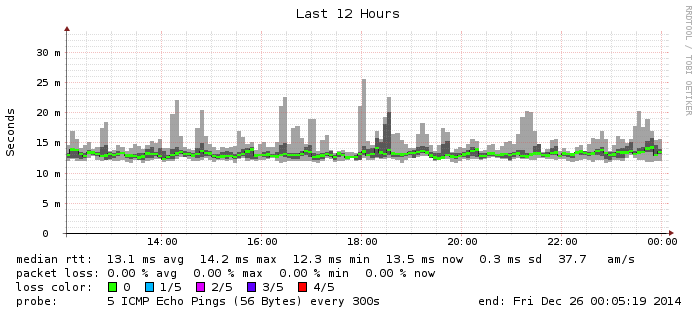 Last 12 Hours
RRDTOOL / TOBI OETIKER
Seconds
30 m
25 m
20 m
15 m
10 m
5 m
0
14:00 16:00 18:00 20:00 22:00 00:00
median rtt: 13.1 ms avg 14.2 ms max 12.3 ms min 13.5 ms now 0.3 ms sd 37.7 am/s
packet loss: 0.00 % avg 0.00 % max 0.00 % min 0.00 % now
loss color: 0 1/5 2/5 3/5 4/5
probe: 5 ICMP Echo Pings (56 Bytes) every 300s end: Fri Dec 26 00:05:19 2014